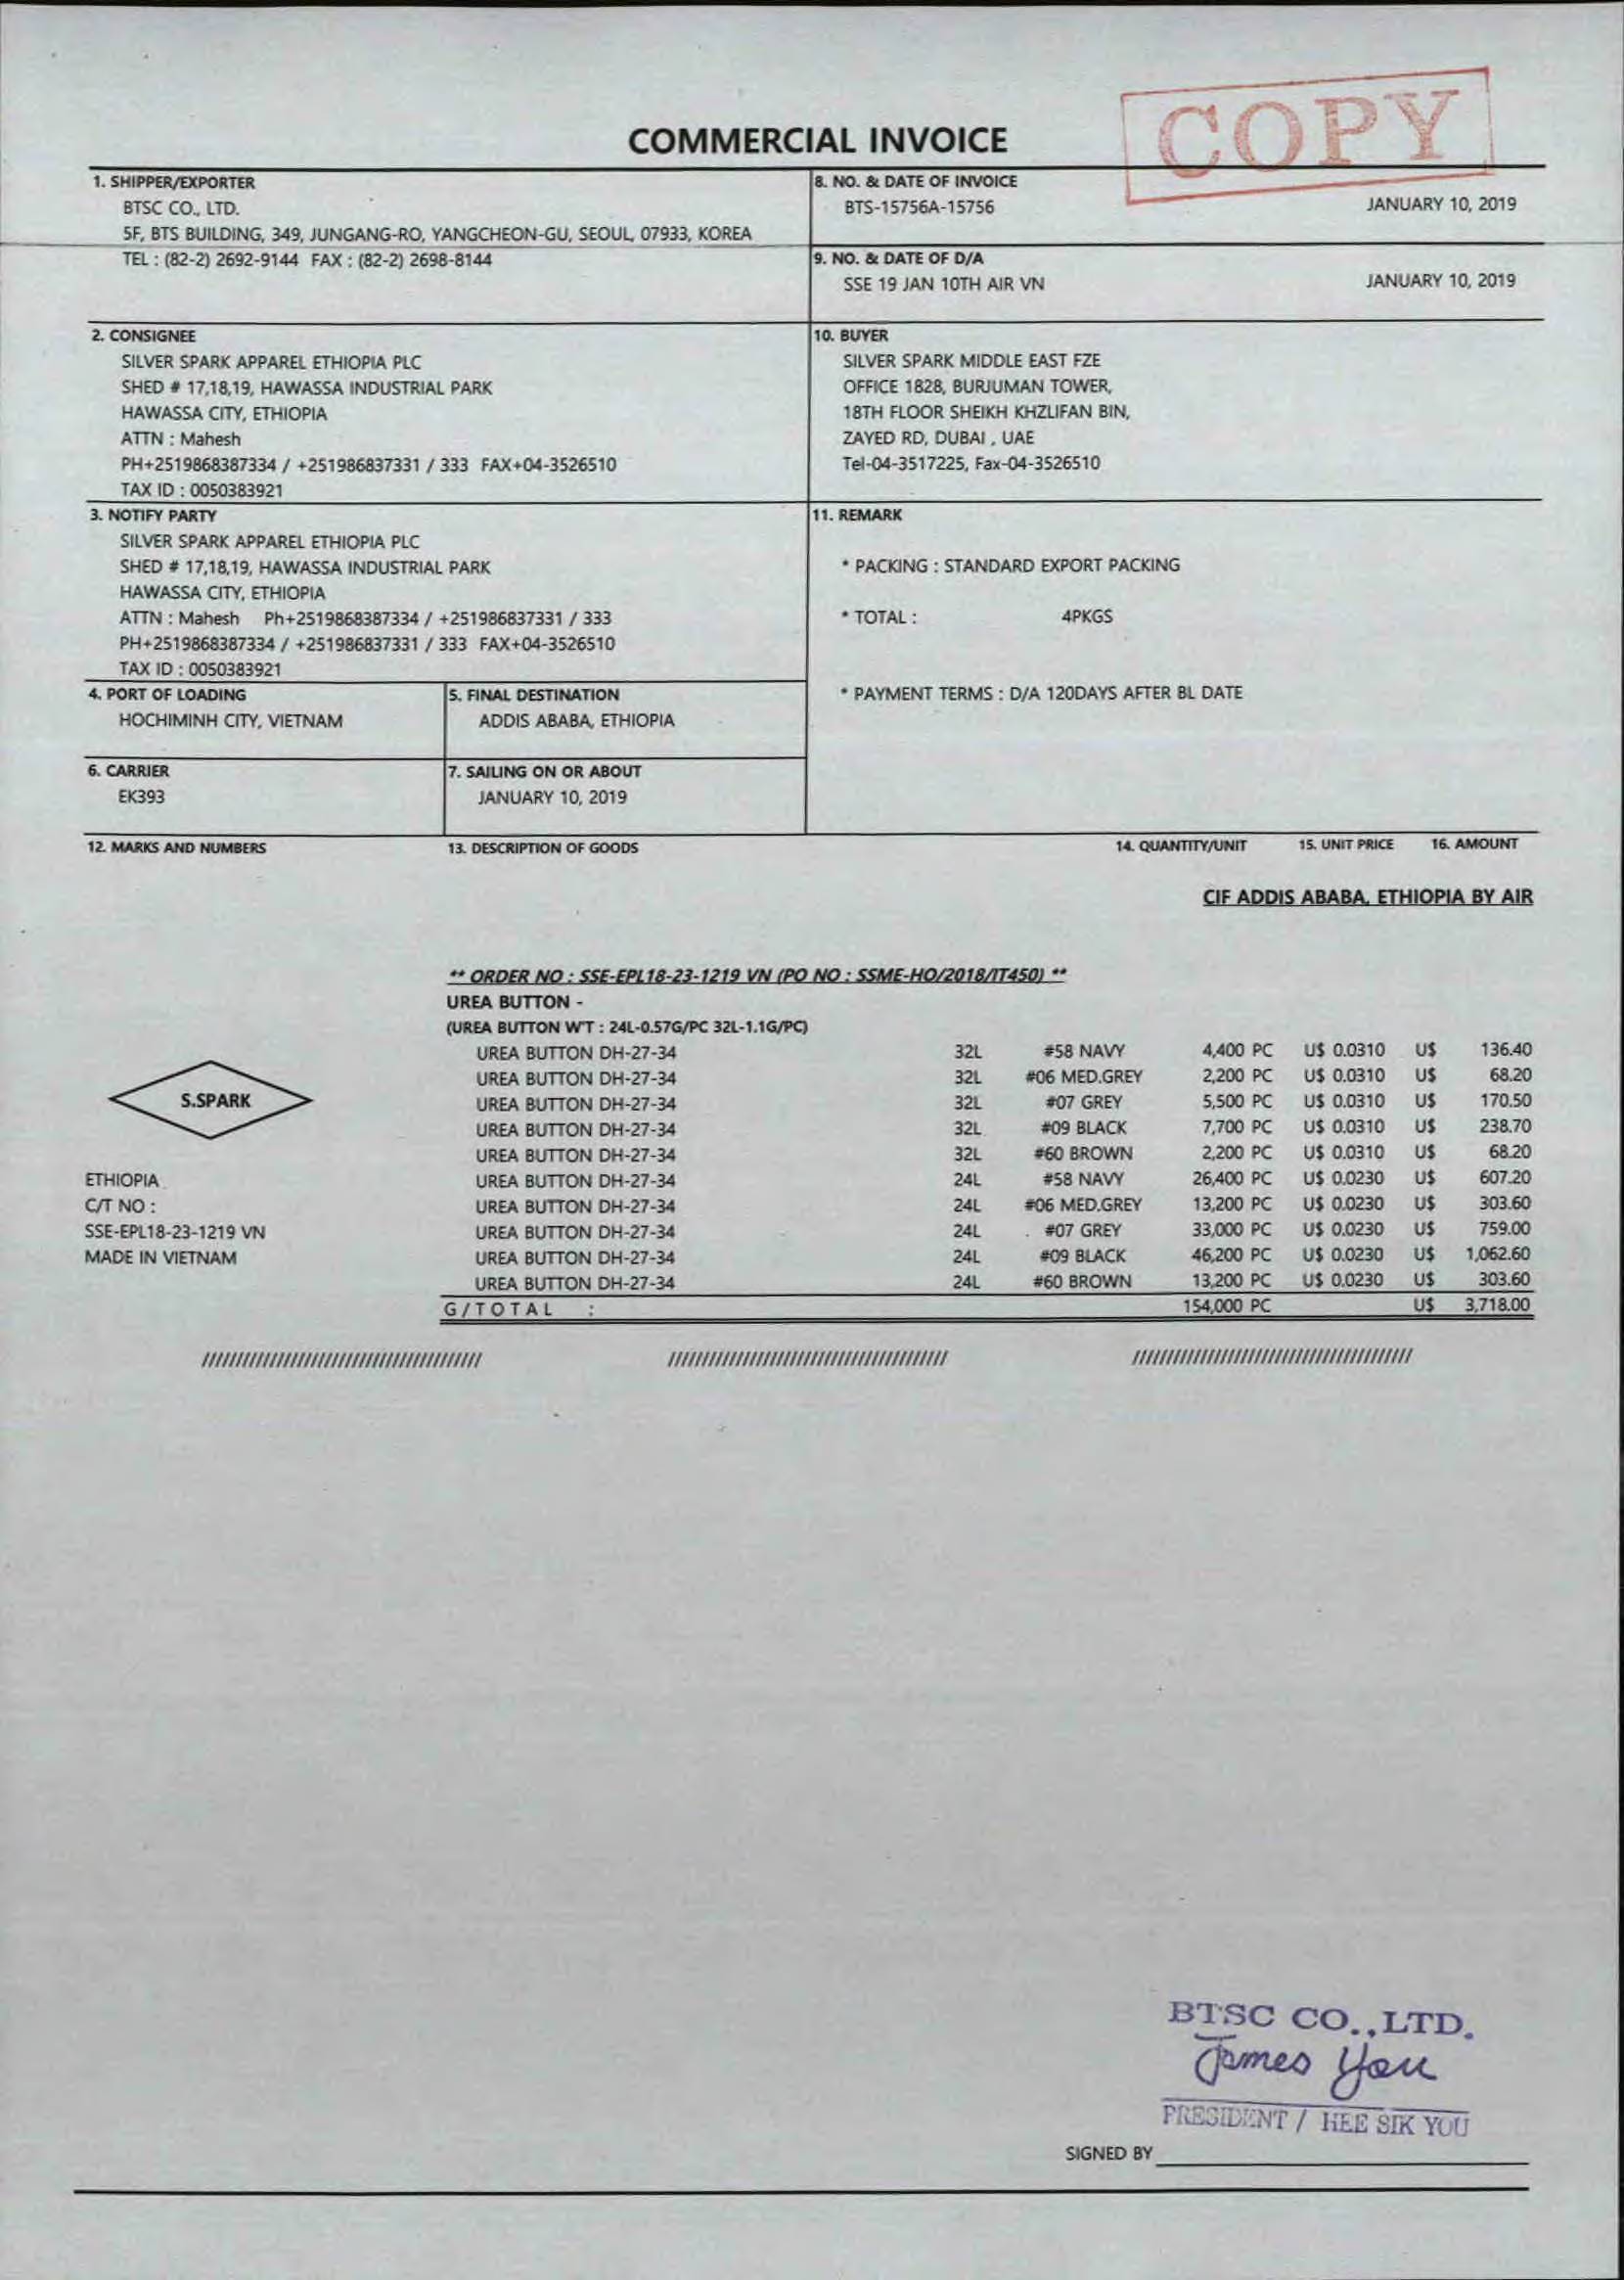 COPY
COMMERCIAL INVOICE
1. SHIPPER/EXPORTER
BTSC CO., LTD.
5F, BTS BUILDING, 349, JUNGANG-RO, YANGCHEON-GU, SEOUL, 07933, KOREA
TEL : (82-2) 2692-9144 FAX : (82-2) 2698-8144
8. NO. & DATE OF INVOICE
BTS-15756A-15756 JANUARY 10, 2019
9. NO. & DATE OF D/A
SSE 19 JAN 10TH AIR VN JANUARY 10, 2019
2. CONSIGNEE
SILVER SPARK APPAREL ETHIOPIA PLC
SHED # 17,18,19, HAWASSA INDUSTRIAL PARK
HAWASSA CITY, ETHIOPIA
ATTN : Mahesh
PH+2519868387334 / +251986837331 / 333 FAX+04-3526510
TAX ID : 0050383921
10. BUYER
SILVER SPARK MIDDLE EAST FZE
OFFICE 1828, BURJUMAN TOWER,
18TH FLOOR SHEIKH KHZLIFAN BIN,
ZAYED RD, DUBAI , UAE
Tel-04-3517225, Fax-04-3526510
3. NOTIFY PARTY
SILVER SPARK APPAREL ETHIOPIA PLC
SHED # 17,18,19, HAWASSA INDUSTRIAL PARK
HAWASSA CITY, ETHIOPIA
ATTN : Mahesh Ph+2519868387334 / +251986837331 / 333
PH+2519868387334 / +251986837331 / 333 FAX+04-3526510
TAX ID : 0050383921
11. REMARK
* PACKING : STANDARD EXPORT PACKING
* TOTAL : 4PKGS
* PAYMENT TERMS : D/A 120DAYS AFTER BL DATE
4. PORT OF LOADING
HOCHIMINH CITY, VIETNAM
5. FINAL DESTINATION
ADDIS ABABA, ETHIOPIA
6. CARRIER
EK393
7. SAILING ON OR ABOUT
JANUARY 10, 2019
12. MARKS AND NUMBERS 13. DESCRIPTION OF GOODS 14. QUANTITY/UNIT 15. UNIT PRICE 16. AMOUNT
CIF ADDIS ABABA, ETHIOPIA BY AIR
** ORDER NO : SSE-EPL18-23-1219 VN (PO NO : SSME-HO/2018/IT450) **
UREA BUTTON -
(UREA BUTTON W'T : 24L-0.57G/PC 32L-1.1G/PC)
UREA BUTTON DH-27-34 32L #58 NAVY 4,400 PC U$ 0.0310 U$ 136.40
UREA BUTTON DH-27-34 32L #06 MED.GREY 2,200 PC U$ 0.0310 U$ 68.20
UREA BUTTON DH-27-34 32L #07 GREY 5,500 PC U$ 0.0310 U$ 170.50
UREA BUTTON DH-27-34 32L #09 BLACK 7,700 PC U$ 0.0310 U$ 238.70
UREA BUTTON DH-27-34 32L #60 BROWN 2,200 PC U$ 0.0310 U$ 68.20
UREA BUTTON DH-27-34 24L #58 NAVY 26,400 PC U$ 0.0230 U$ 607.20
UREA BUTTON DH-27-34 24L #06 MED.GREY 13,200 PC U$ 0.0230 U$ 303.60
UREA BUTTON DH-27-34 24L #07 GREY 33,000 PC U$ 0.0230 U$ 759.00
UREA BUTTON DH-27-34 24L #09 BLACK 46,200 PC U$ 0.0230 U$ 1,062.60
UREA BUTTON DH-27-34 24L #60 BROWN 13,200 PC U$ 0.0230 U$ 303.60
G/TOTAL : 154,000 PC U$ 3,718.00
S.SPARK
ETHIOPIA
C/T NO :
SSE-EPL18-23-1219 VN
MADE IN VIETNAM
BTSC CO.,LTD.
James You
PRESIDENT / HEE SIK YOU
SIGNED BY